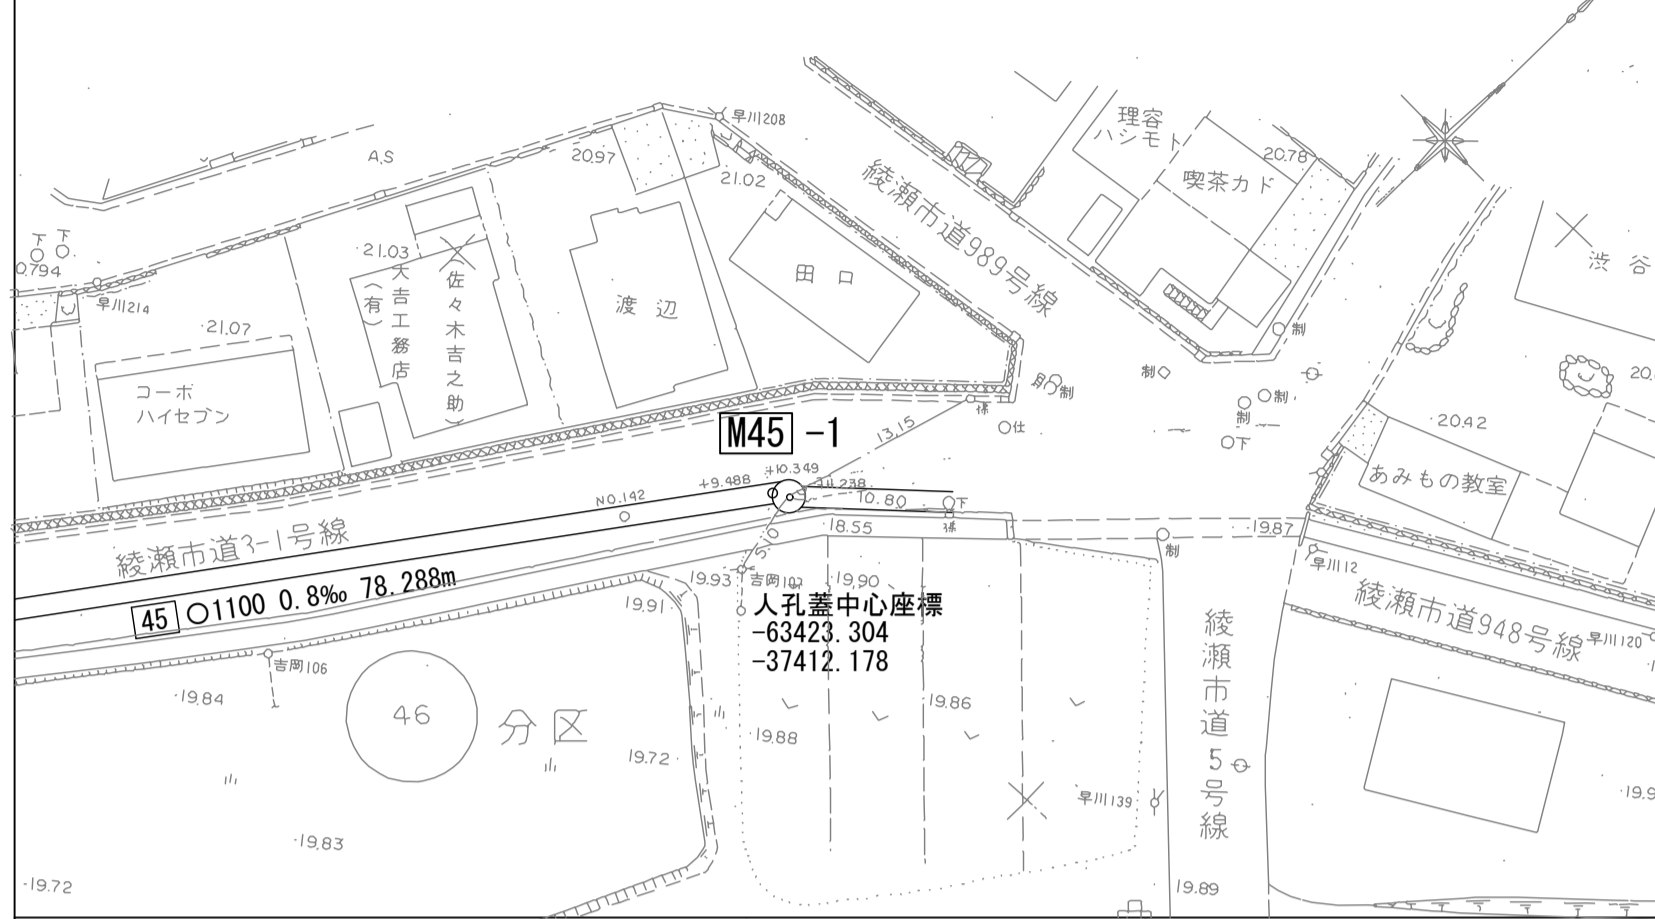 早川208
理容
ハシモト
A.S
20.97
20.78
21.02
喫茶カド
綾瀬市道989号線
下
下
21.03
渋谷
0.794
大吉工務店
(有)
(佐々木吉之助)
田口
早川214
渡辺
21.07
制
コーポ
ハイセブン
制
制
制
制
20.42
M45 -1
13.15
仕
下
+10.349
+9.488
あみもの教室
NO.142
10.80
下
18.55
19.87
綾瀬市道3-1号線
5.10
制
早川12
19.93
吉岡107
19.90
45 ○1100 0.8‰ 78.288m
19.91
人孔蓋中心座標
-63423.304
-37412.178
綾瀬市道948号線
早川120
綾瀬市道5号線
吉岡106
19.84
46
分区
19.86
19.88
19.72
早川139
19.9
19.83
19.72
19.89